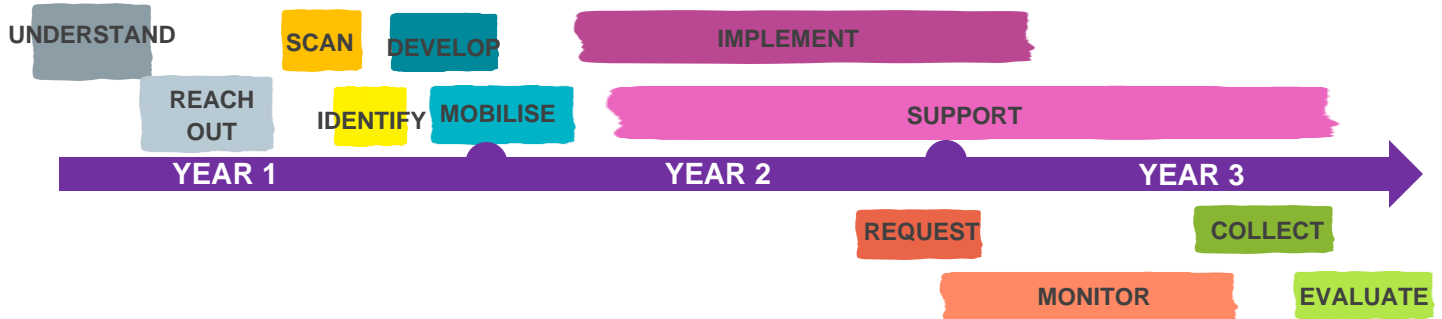 UNDERSTAND
SCAN
DEVELOP
IMPLEMENT
REACH
OUT
IDENTIFY
MOBILISE
SUPPORT
YEAR 1
YEAR 2
YEAR 3
REQUEST
COLLECT
MONITOR
EVALUATE